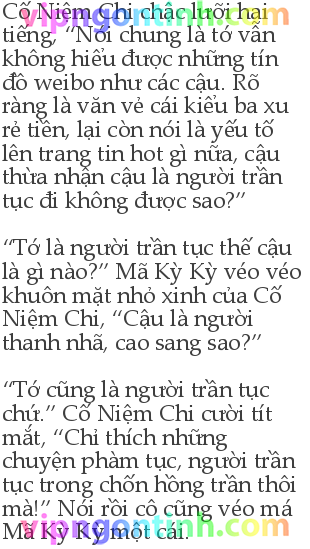 Cố Niệm Chi chậc lưỡi hai
tiếng, “Nói chung là tớ vẫn
không hiểu được những tín
đồ weibo như các cậu. Rõ
ràng là văn vẻ cái kiểu ba xu
rẻ tiền, lại còn nói là yếu tố
lên trang tin hot gì nữa, cậu
thừa nhận cậu là người trần
tục đi không được sao?”
“Tớ là người trần tục thế cậu
là gì nào?” Mã Kỳ Kỳ véo véo
khuôn mặt nhỏ xinh của Cố
Niệm Chi, “Cậu là người
thanh nhã, cao sang sao?”
“Tớ cũng là người trần tục
chứ.” Cố Niệm Chi cười tít
mắt, “Chỉ thích những
chuyện phàm tục, người trần
tục trong chốn hồng trần thôi
mà!” Nói rồi cô cũng véo má
Mã Kỳ Kỳ một cái.
vipngontinh.com
vipngontinh.com